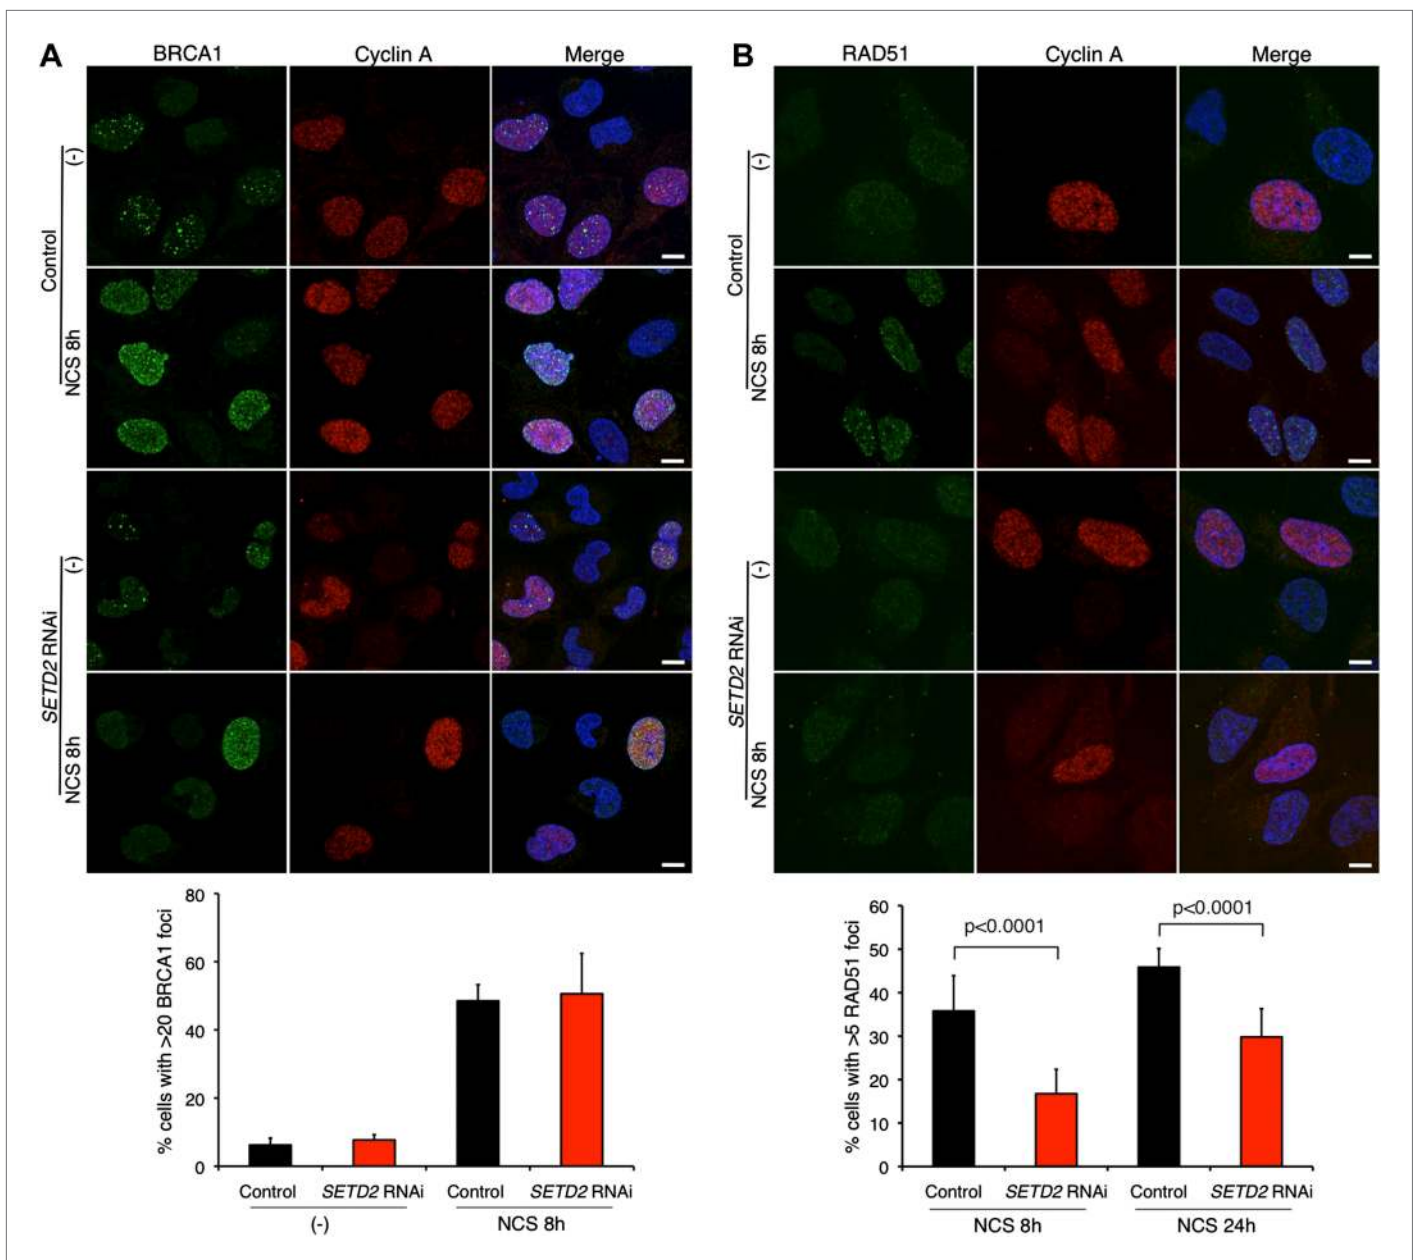 A
BRCA1
Cyclin A
Merge
Control
(-)
NCS 8h
SETD2 RNAi
(-)
NCS 8h
% cells with >20 BRCA1 foci
80
60
40
20
0
Control
SETD2 RNAi
Control
SETD2 RNAi
(-)
NCS 8h
B
RAD51
Cyclin A
Merge
Control
(-)
NCS 8h
SETD2 RNAi
(-)
NCS 8h
% cells with >5 RAD51 foci
60
50
40
30
20
10
0
p<0.0001
p<0.0001
Control
SETD2 RNAi
Control
SETD2 RNAi
NCS 8h
NCS 24h